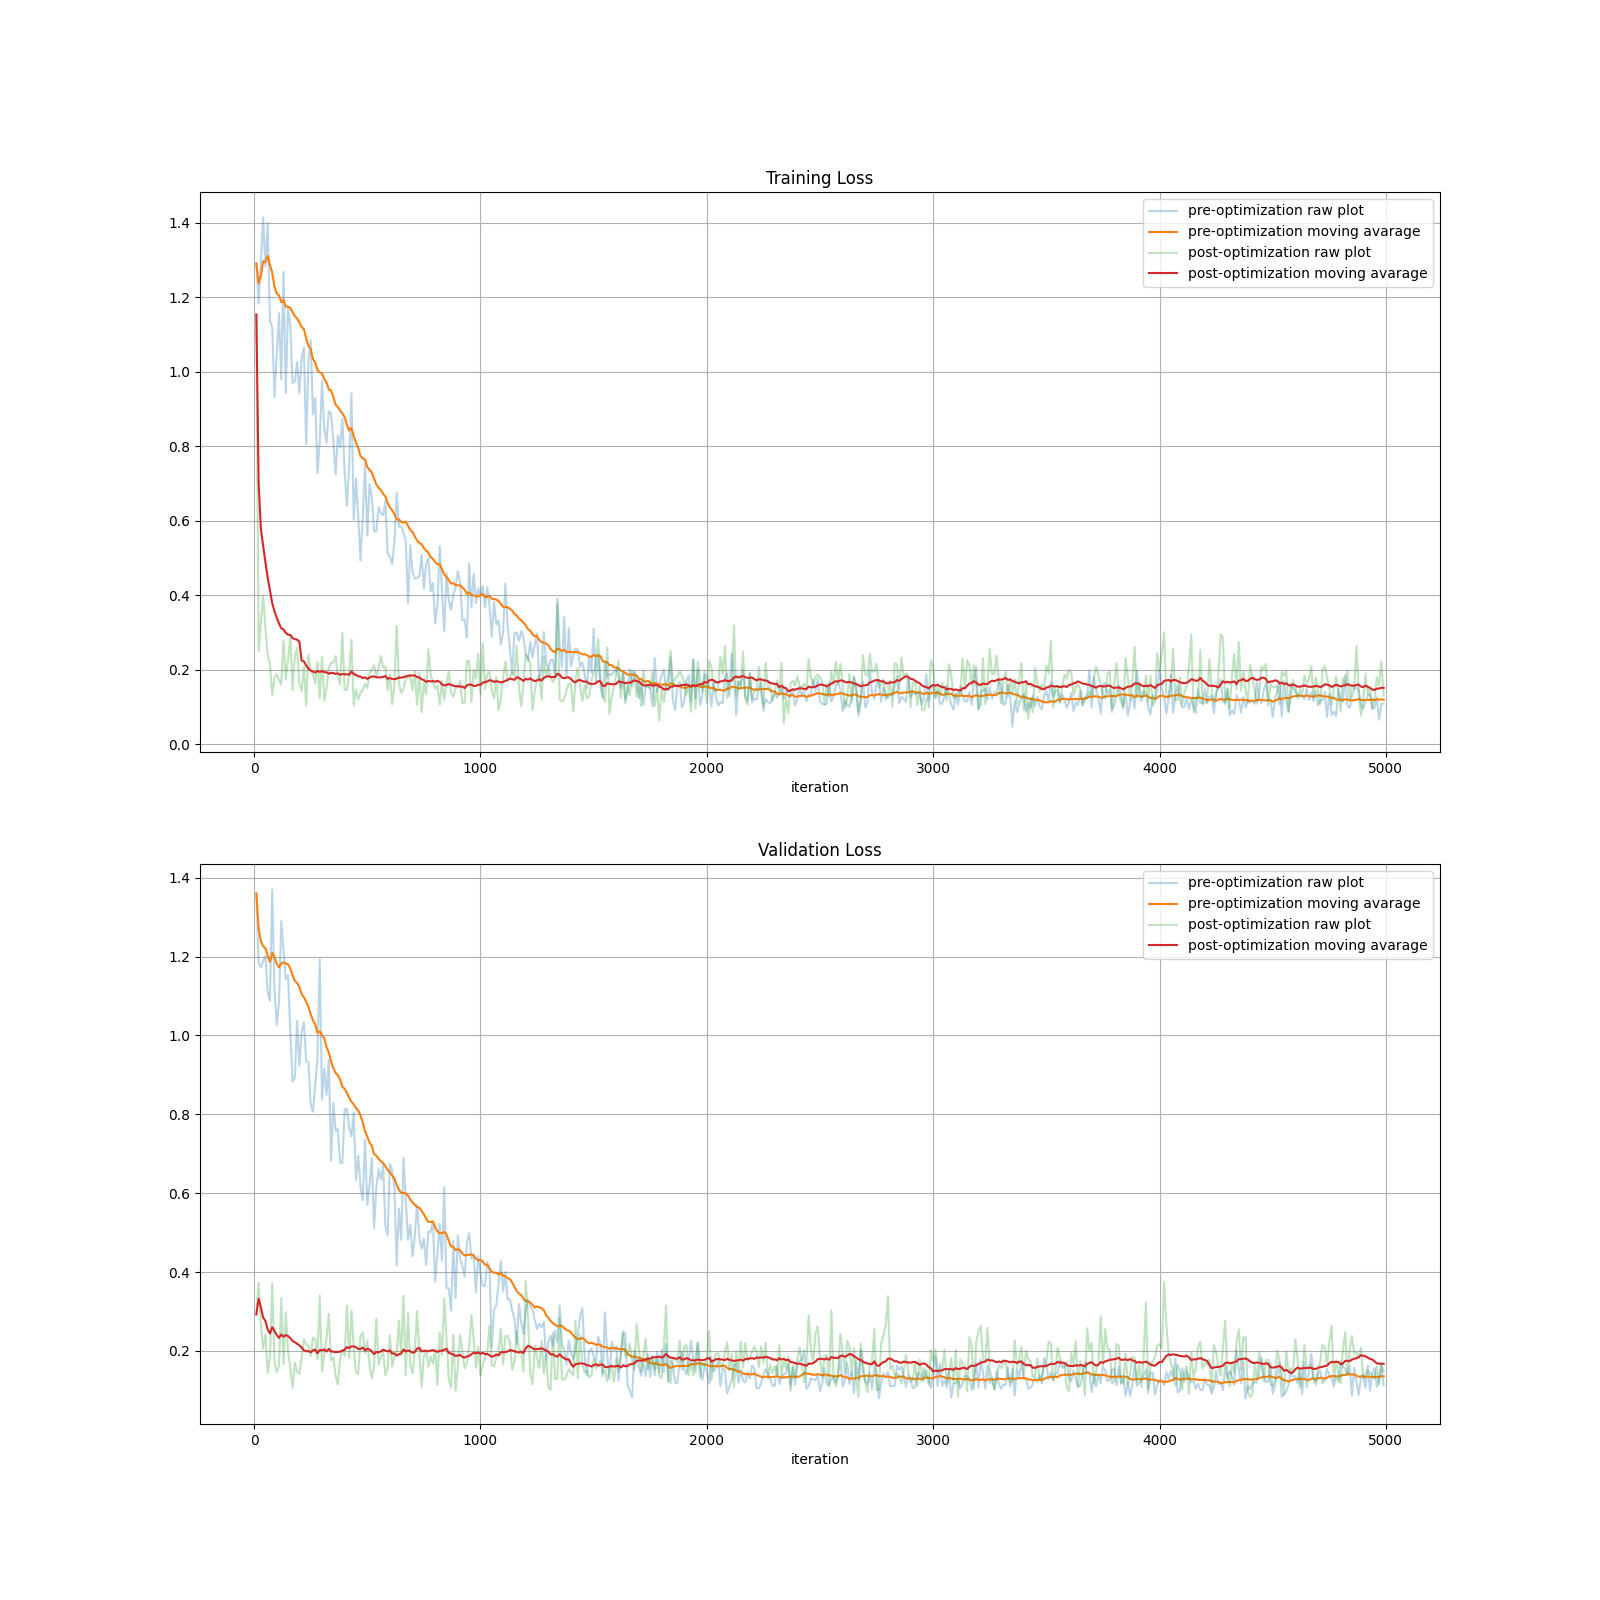 Training Loss
1.4
1.2
1.0
0.8
0.6
0.4
0.2
0.0
pre-optimization raw plot
pre-optimization moving avarage
post-optimization raw plot
post-optimization moving avarage
0 1000 2000 3000 4000 5000
iteration
Validation Loss
1.4
1.2
1.0
0.8
0.6
0.4
0.2
pre-optimization raw plot
pre-optimization moving avarage
post-optimization raw plot
post-optimization moving avarage
0 1000 2000 3000 4000 5000
iteration